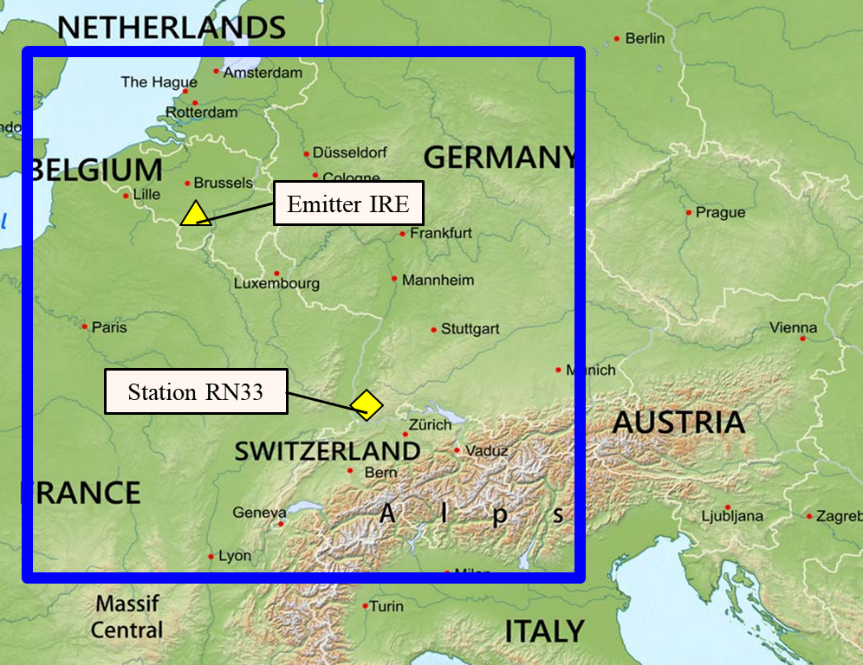 NETHERLANDS
Berlin
Amsterdam
The Hague
Rotterdam
ndo
Düsseldorf
GERMANY
BELGIUM
Cologne
Brussels
Lille
Emitter IRE
Prague
Frankfurt
Luxembourg
Mannheim
Paris
Stuttgart
Vienna
Munich
Station RN33
Zürich
AUSTRIA
SWITZERLAND
Vaduz
Bern
FRANCE
Geneva
A l p s
Ljubljana
Zagreb
Lyon
Milan
Massif
Central
Turin
ITALY